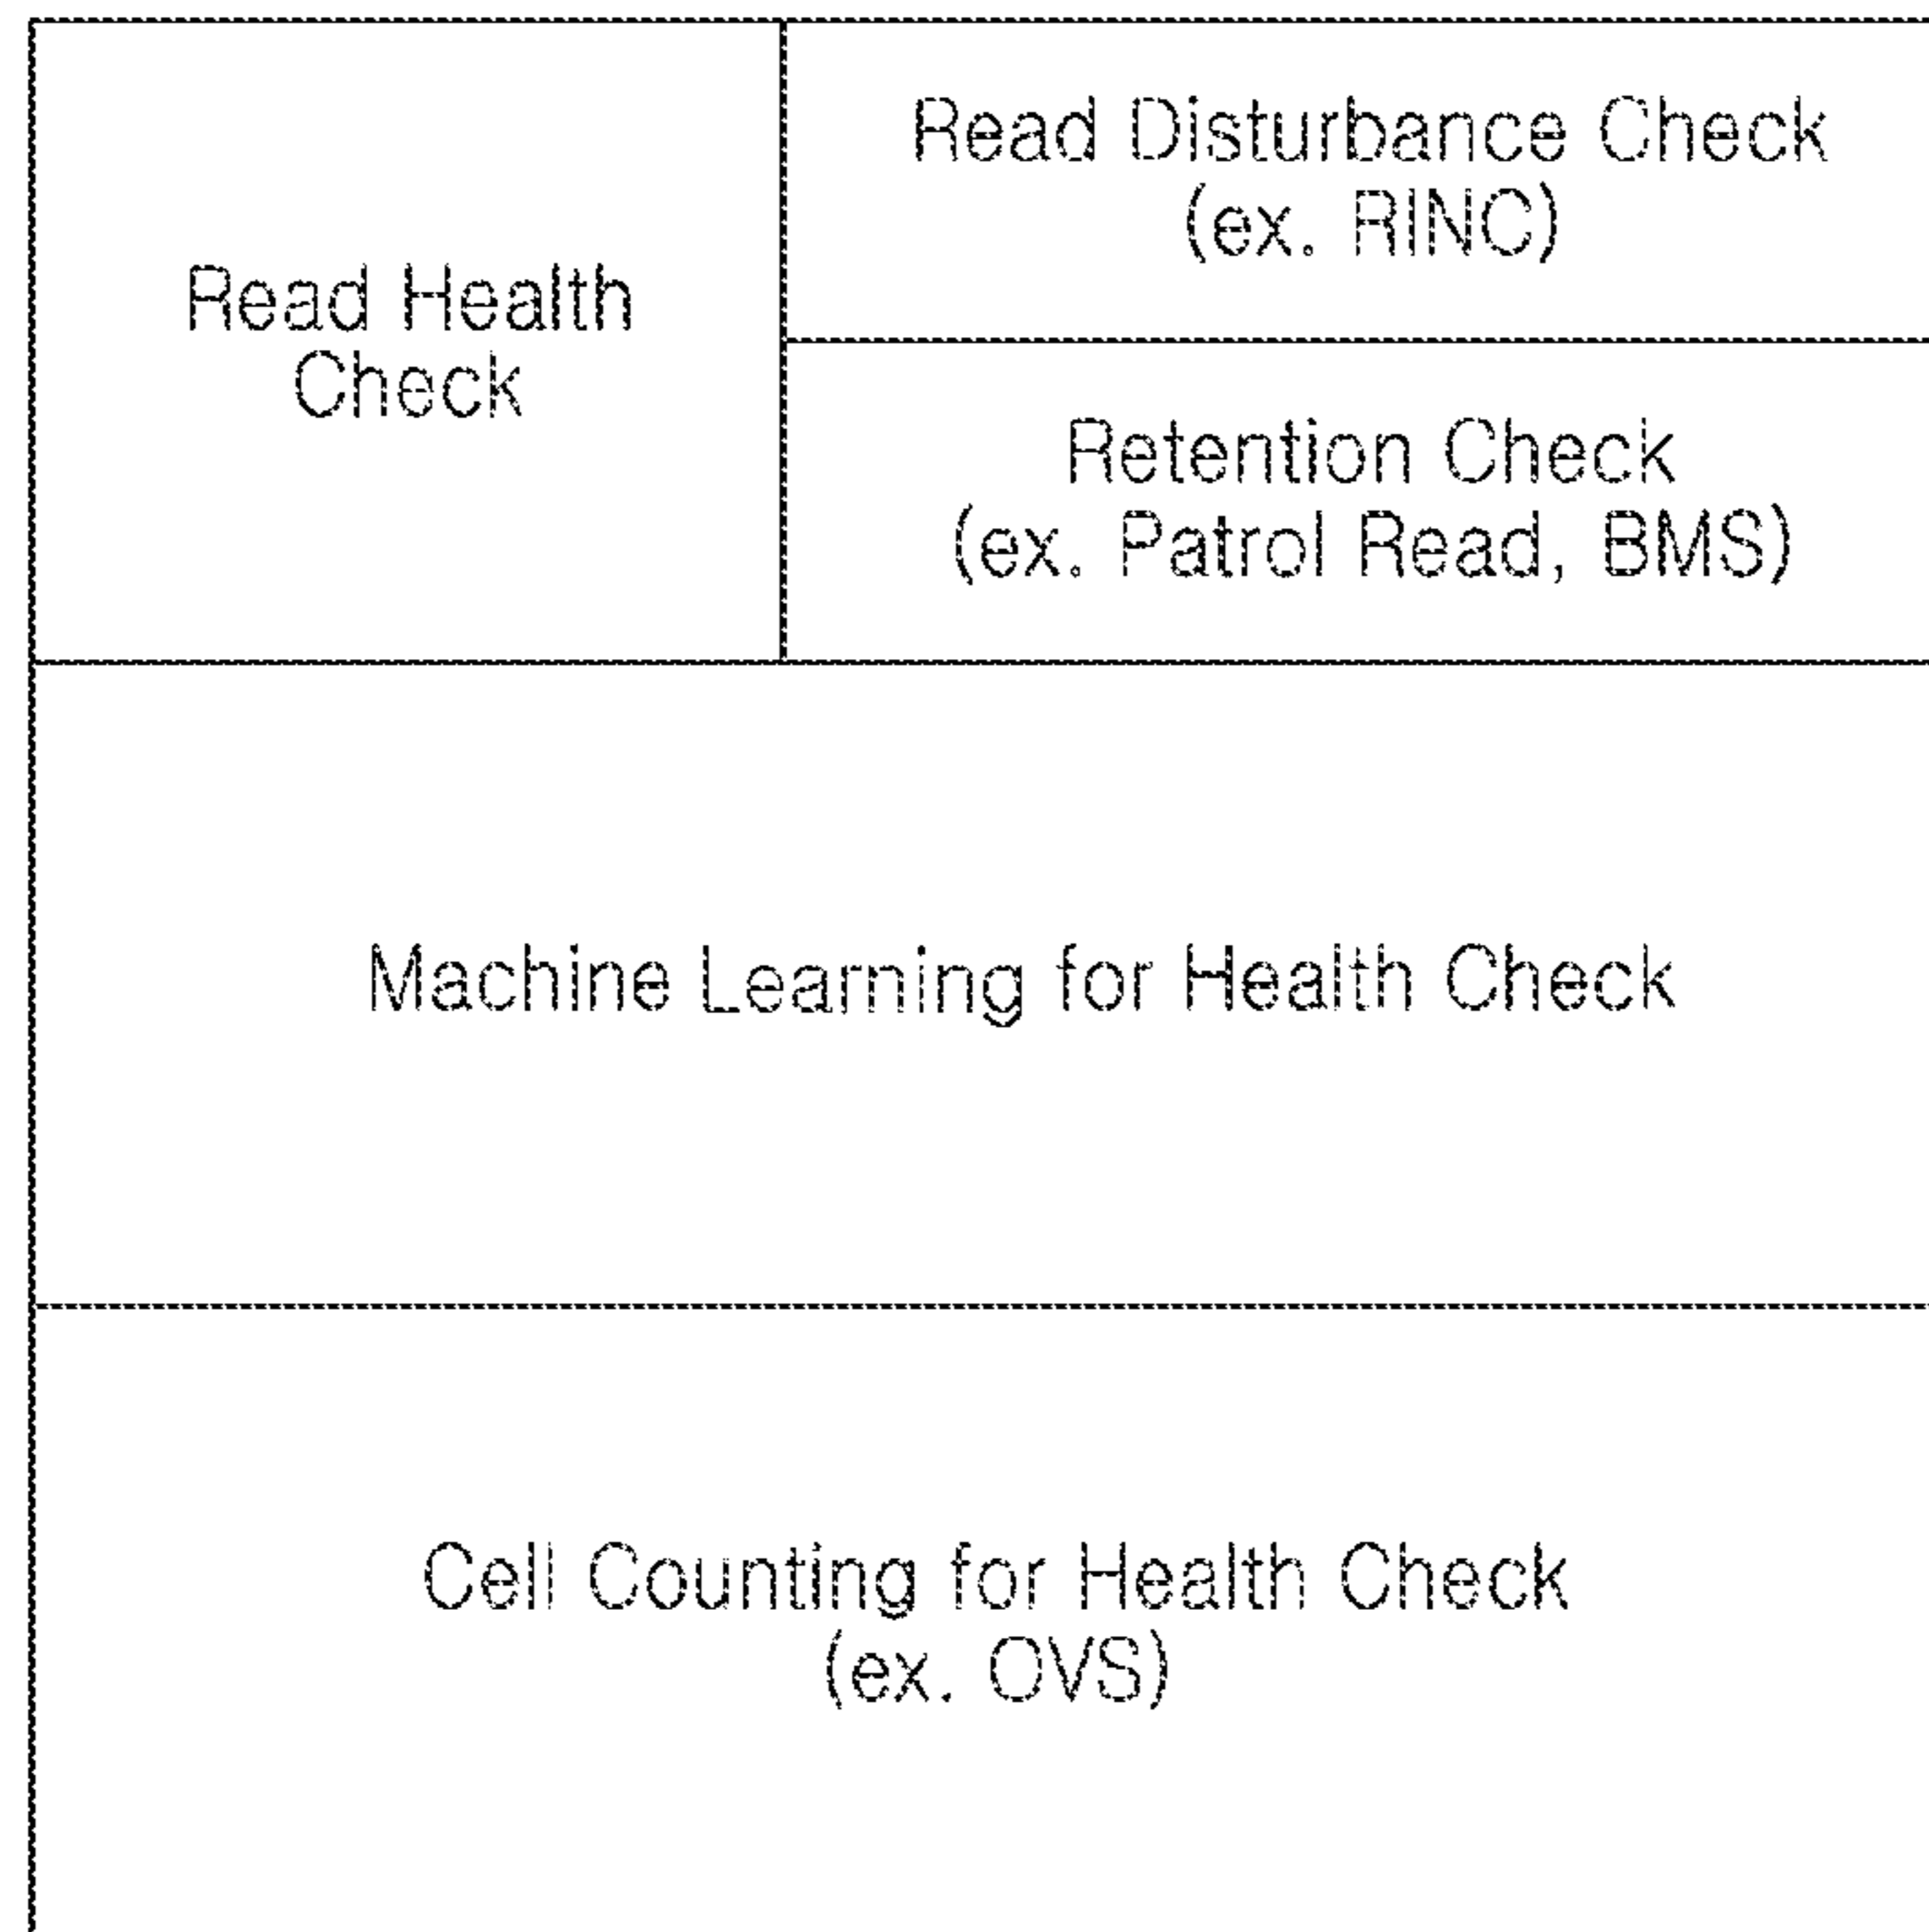 Read Health
Check
Read Disturbance Check
(ex. RINC)
Retention Check
(ex. Patrol Read, BMS)
Machine Learning for Health Check
Cell Counting for Health Check
(ex. OVS)